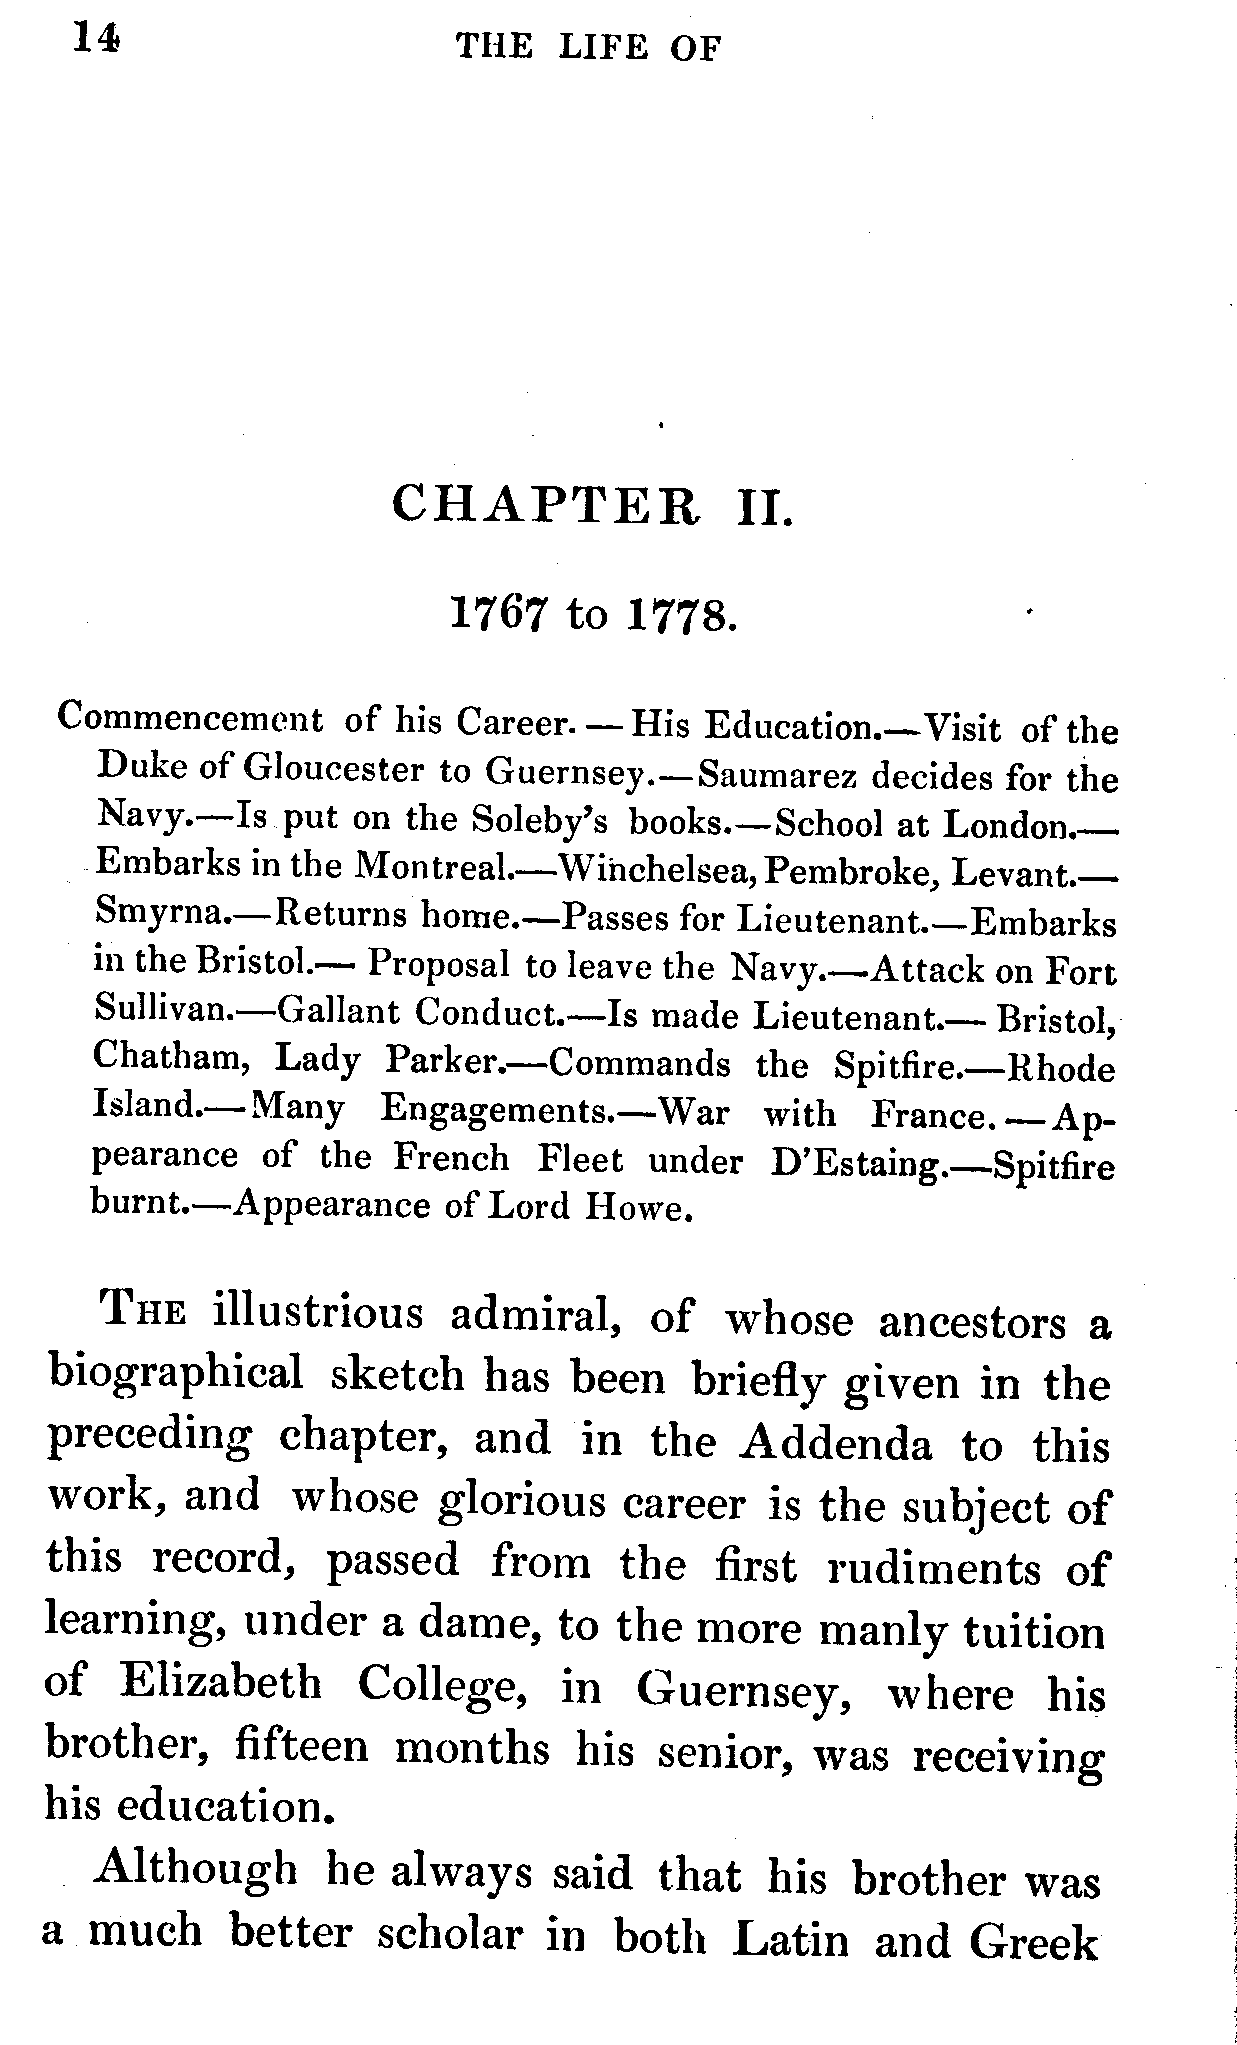 14
THE LIFE OF
CHAPTER II.
1767 to 1778.
Commencement of his Career. — His Education.—Visit of the
Duke of Gloucester to Guernsey.—Saumarez decides for the
Navy.—Is put on the Soleby's books.—School at London.—
Embarks in the Montreal.—Winchelsea, Pembroke, Levant.—
Smyrna.—Returns home.—Passes for Lieutenant.—Embarks
in the Bristol.— Proposal to leave the Navy.—Attack on Fort
Sullivan.—Gallant Conduct.—Is made Lieutenant.— Bristol,
Chatham, Lady Parker.—Commands the Spitfire.—Rhode
Island.—Many Engagements.—War with France. — Ap-
pearance of the French Fleet under D'Estaing.—Spitfire
burnt.—Appearance of Lord Howe.
THE illustrious admiral, of whose ancestors a
biographical sketch has been briefly given in the
preceding chapter, and in the Addenda to this
work, and whose glorious career is the subject of
this record, passed from the first rudiments of
learning, under a dame, to the more manly tuition
of Elizabeth College, in Guernsey, where his
brother, fifteen months his senior, was receiving
his education.
Although he always said that his brother was
a much better scholar in both Latin and Greek